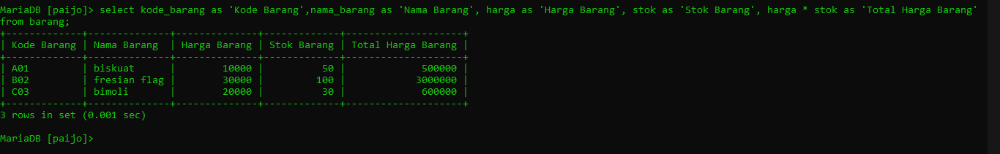 MariaDB [paijo]> select kode_barang as 'Kode Barang',nama_barang as 'Nama Barang', harga as 'Harga Barang', stok as 'Stok Barang', harga * stok as 'Total Harga Barang'
from barang;
+-------------+--------------+--------------+-------------+--------------------+
| Kode Barang | Nama Barang  | Harga Barang | Stok Barang | Total Harga Barang |
+-------------+--------------+--------------+-------------+--------------------+
| A01         | biskuat      |        10000 |          50 |             500000 |
| B02         | fresian flag |        30000 |         100 |            3000000 |
| C03         | bimoli       |        20000 |          30 |             600000 |
+-------------+--------------+--------------+-------------+--------------------+
3 rows in set (0.001 sec)
MariaDB [paijo]>